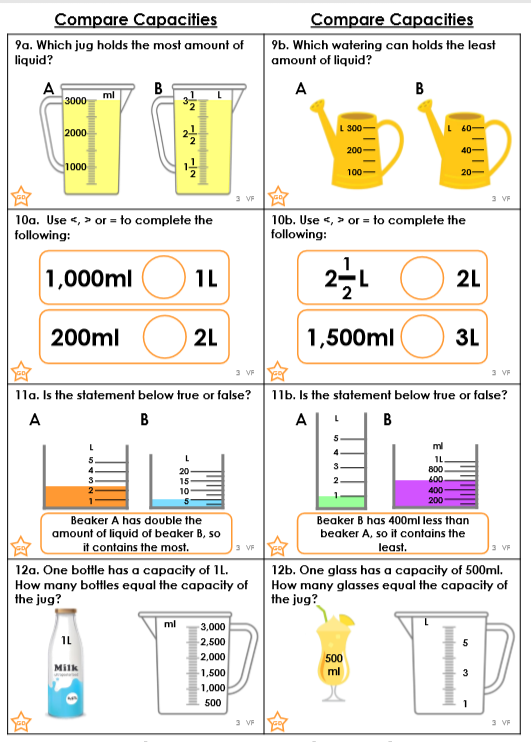 Compare Capacities
Compare Capacities
9a. Which jug holds the most amount of
liquid?
A
ml
3000
2000
1000
B
3 1/2 L
2 1/2
1 1/2
GD
3 VF
9b. Which watering can holds the least
amount of liquid?
A
L 300
200
100
B
L 60
40
20
GD
3 VF
10a. Use <, > or = to complete the
following:
1,000ml 1L
200ml 2L
GD
3 VF
10b. Use <, > or = to complete the
following:
2 1/2 L 2L
1,500ml 3L
GD
3 VF
11a. Is the statement below true or false?
A
L
5
4
3
2
1
B
L
20
15
10
5
Beaker A has double the
amount of liquid of beaker B, so
it contains the most.
GD
3 VF
11b. Is the statement below true or false?
A
L
5
4
3
2
1
B
ml
1L
800
600
400
200
Beaker B has 400ml less than
beaker A, so it contains the
least.
GD
3 VF
12a. One bottle has a capacity of 1L.
How many bottles equal the capacity of
the jug?
1L
Milk
ml
3,000
2,500
2,000
1,500
1,000
500
GD
3 VF
12b. One glass has a capacity of 500ml.
How many glasses equal the capacity of
the jug?
500
ml
L
5
3
1
GD
3 VF